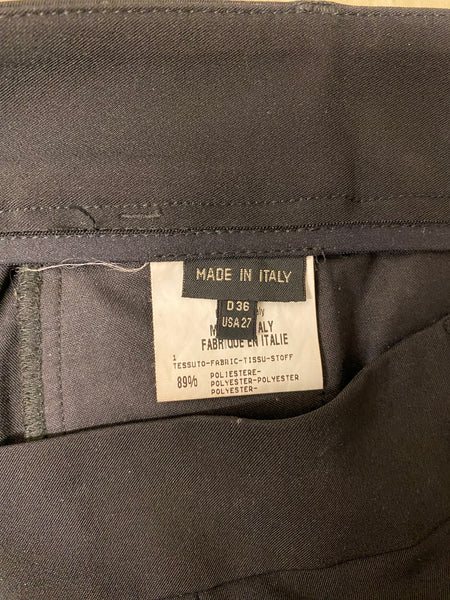 MADE IN ITALY
D 36
USA 27
FABRIQUE EN ITALIE
1
TESSUTO-FABRIC-TISSU-STOFF
89% POLIESTERE-
POLYESTER-POLYESTER
POLYESTER-